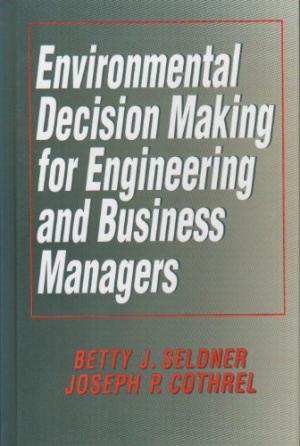 Environmental
Decision Making
for Engineering
and Business
Managers
BETTY J. SELDNER
JOSEPH P. COTHREL